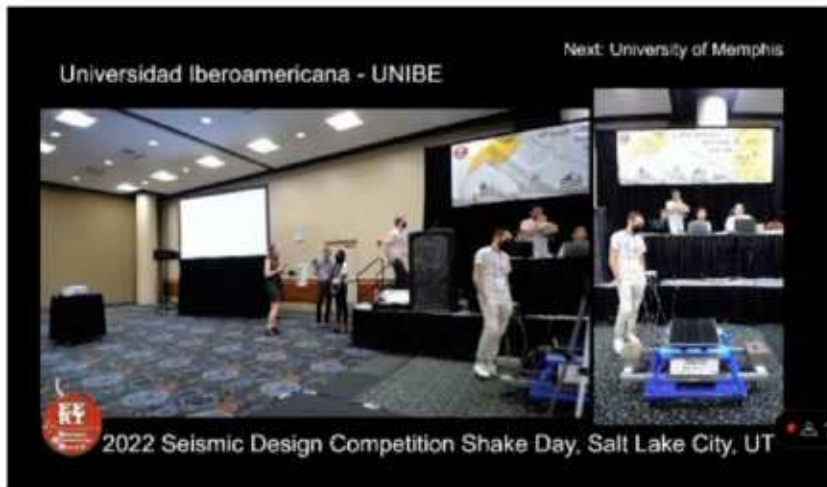 Next: University of Memphis
Universidad Iberoamericana - UNIBE
2022 Seismic Design Competition Shake Day, Salt Lake City, UT